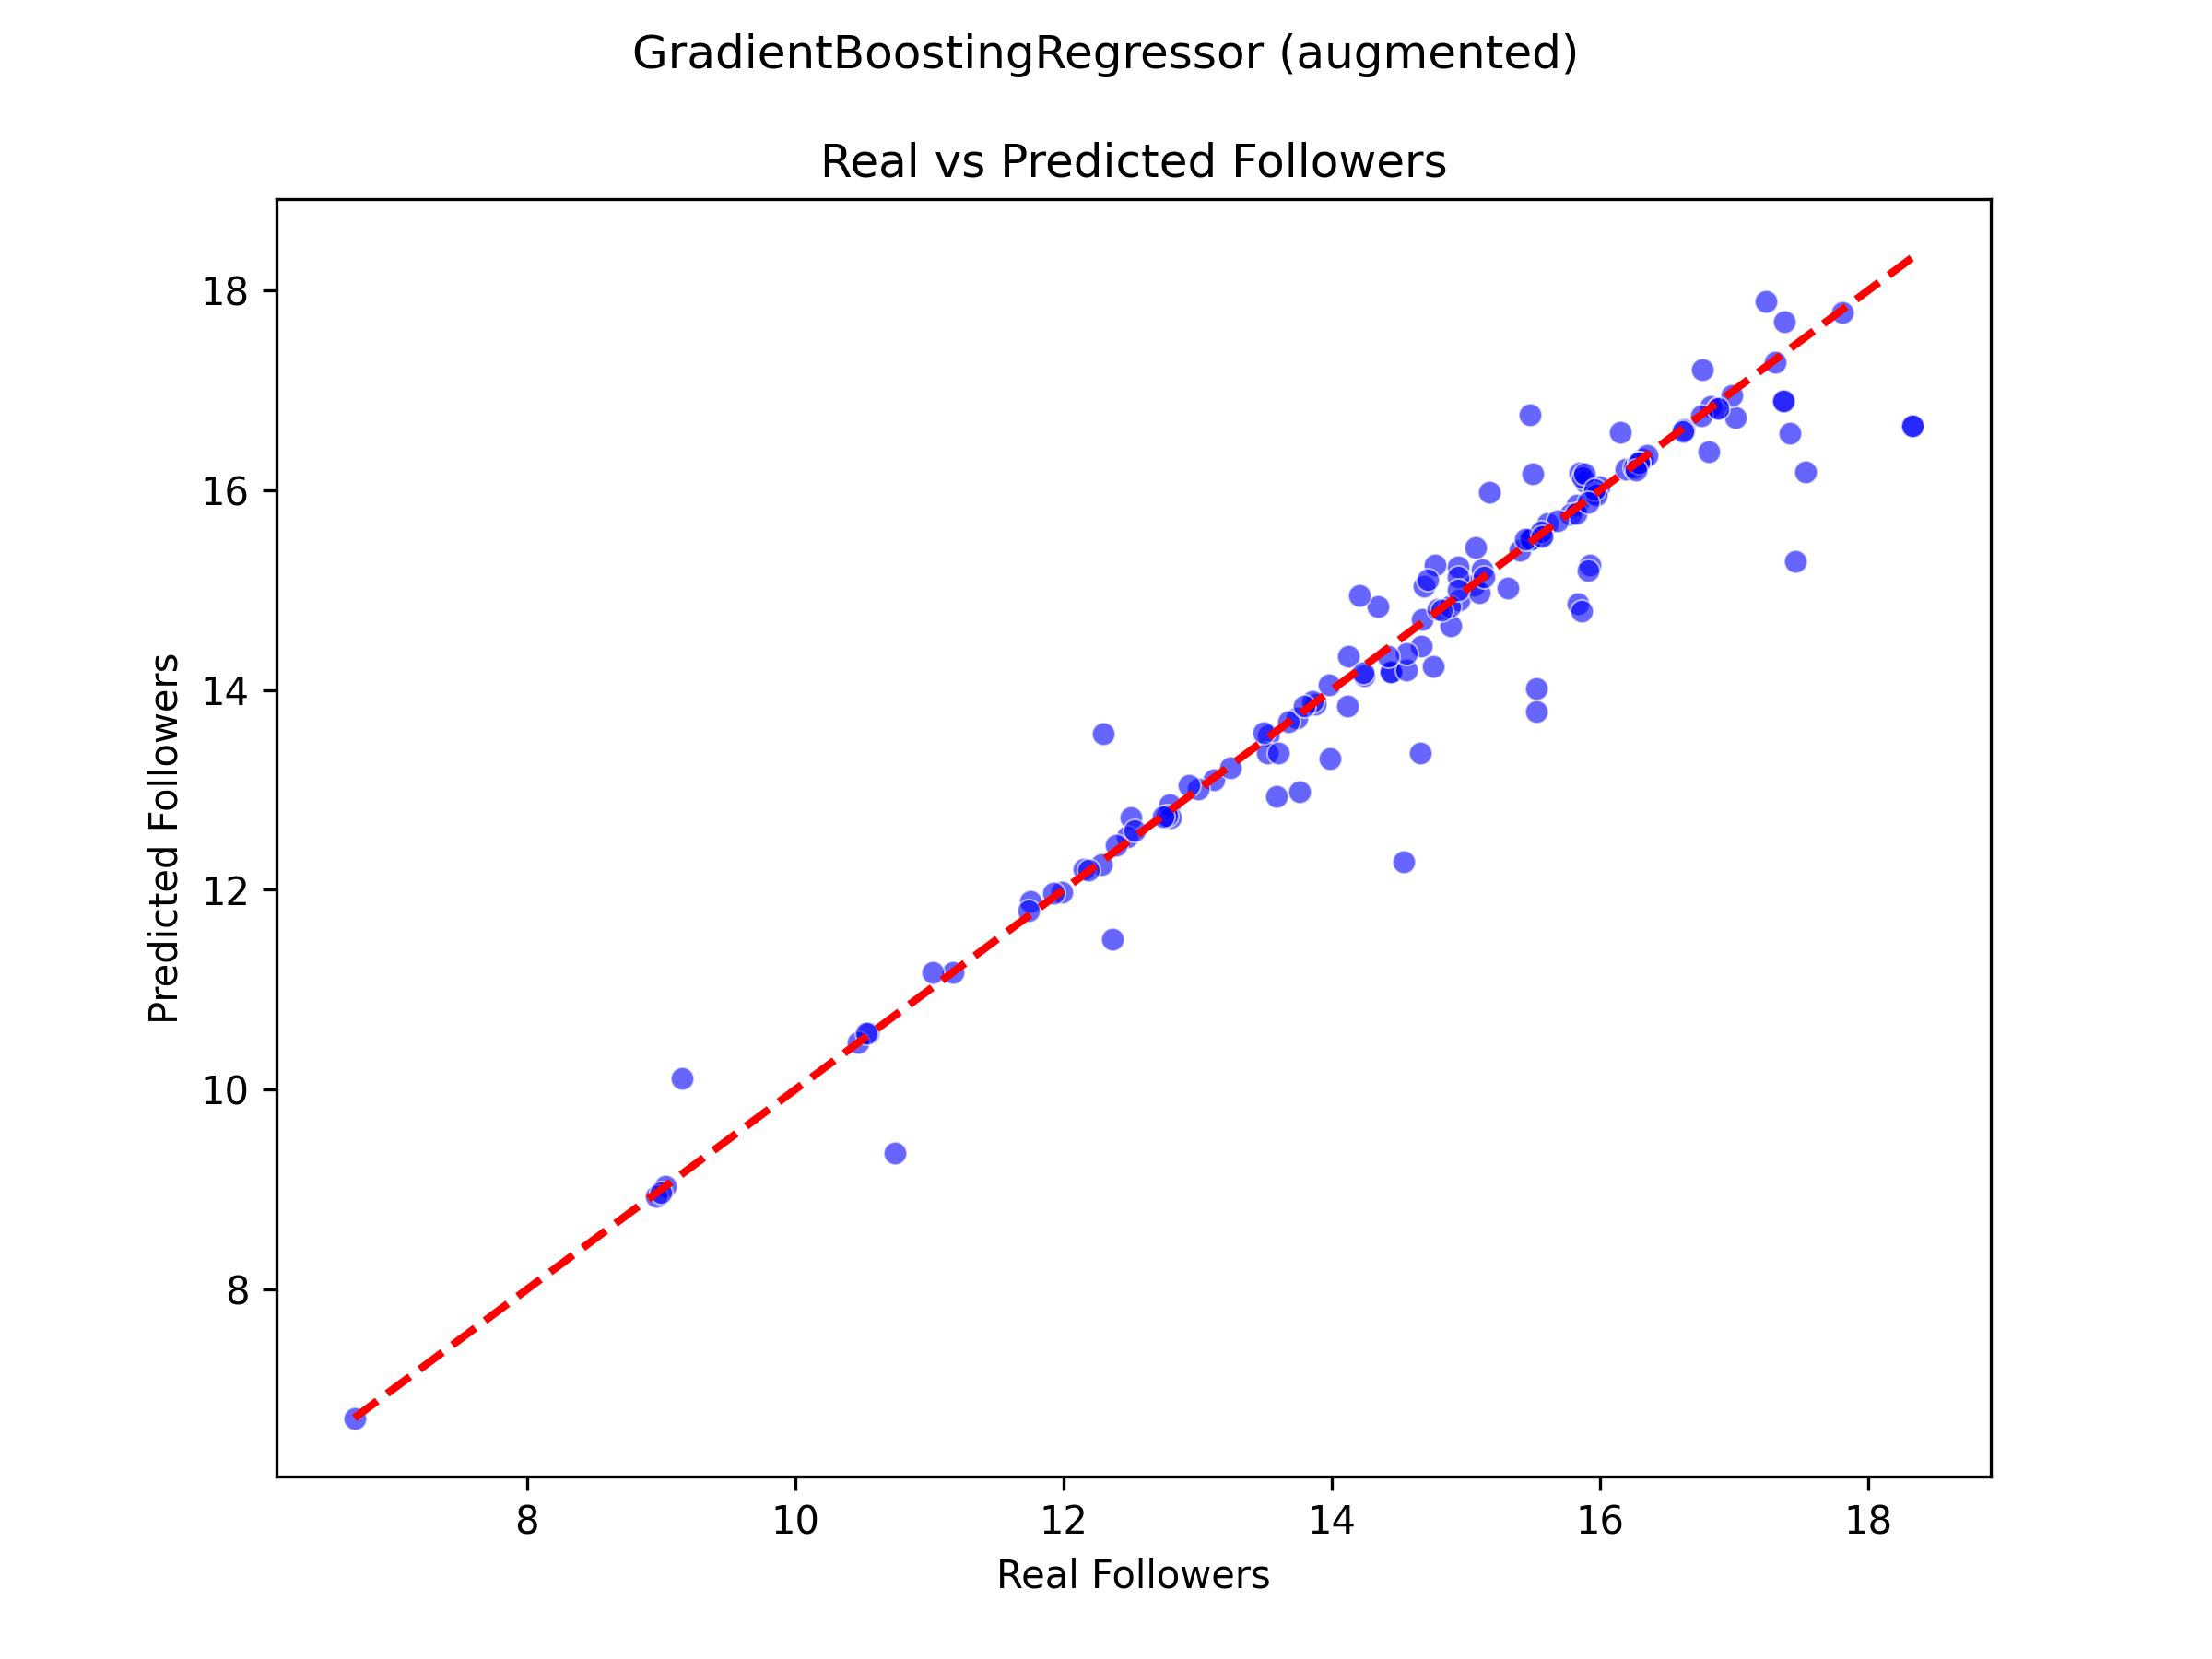 GradientBoostingRegressor (augmented)
Real vs Predicted Followers
18
16
14
12
10
8
Predicted Followers
8 10 12 14 16 18
Real Followers